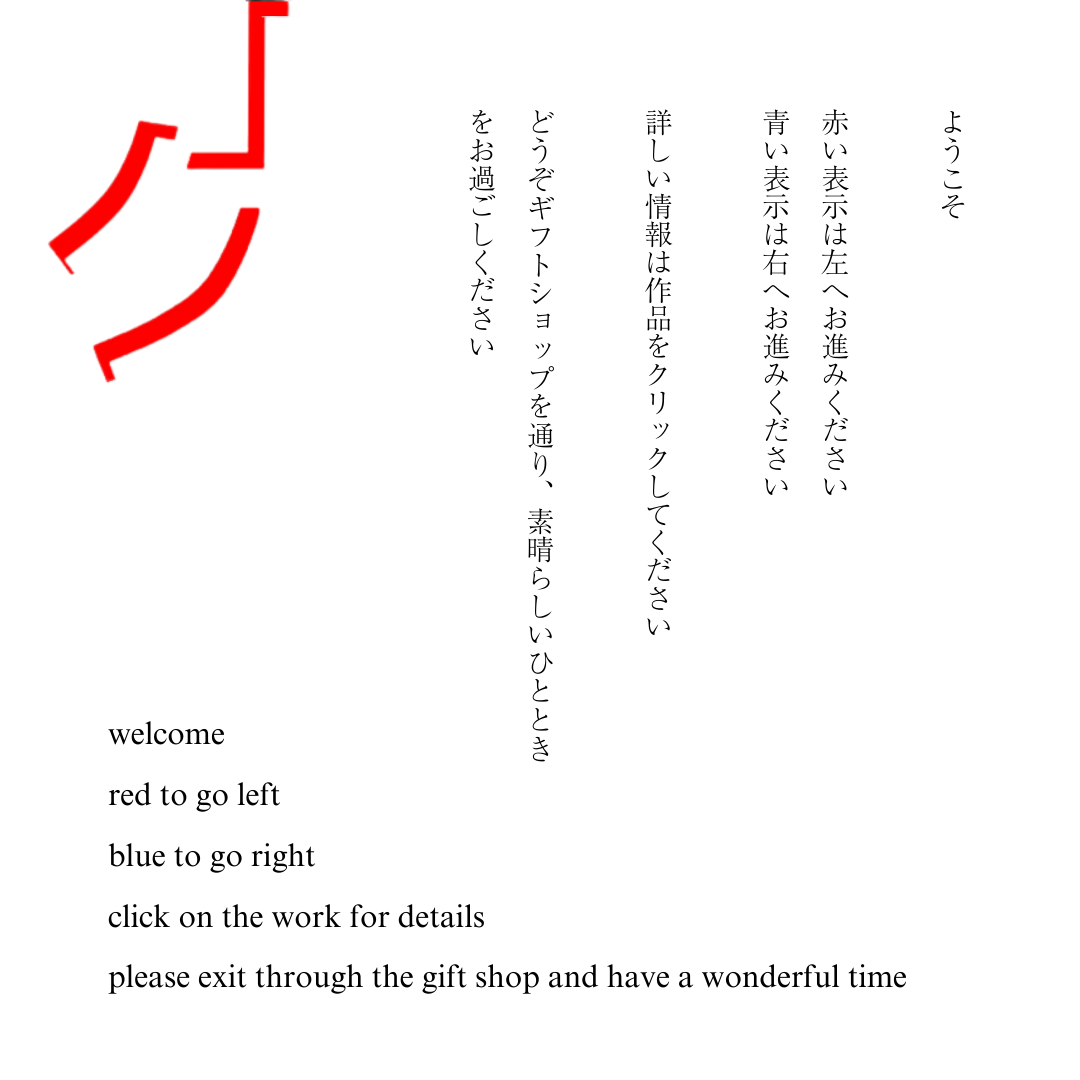 ようこそ
赤い表示は左へお進みください
青い表示は右へお進みください
詳しい情報は作品をクリックしてください
どうぞギフトショップを通り、素晴らしいひととき
をお過ごしください
welcome
red to go left
blue to go right
click on the work for details
please exit through the gift shop and have a wonderful time